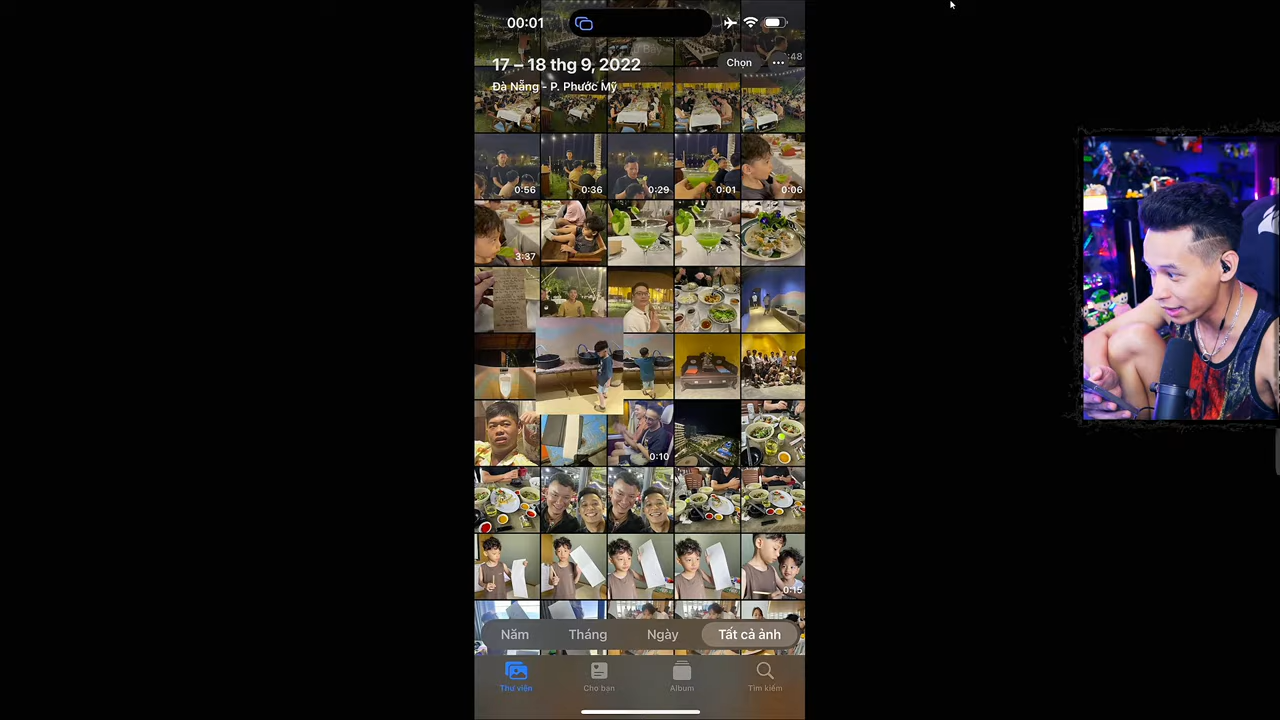 00:01
:48
17 – 18 thg 9, 2022
Chọn
Đà Nẵng - P. Phước Mỹ
0:56
0:36
0:29
0:01
0:06
3:37
0:10
0:15
Năm
Tháng
Ngày
Tất cả ảnh
Thư viện
Cho bạn
Album
Tìm kiếm